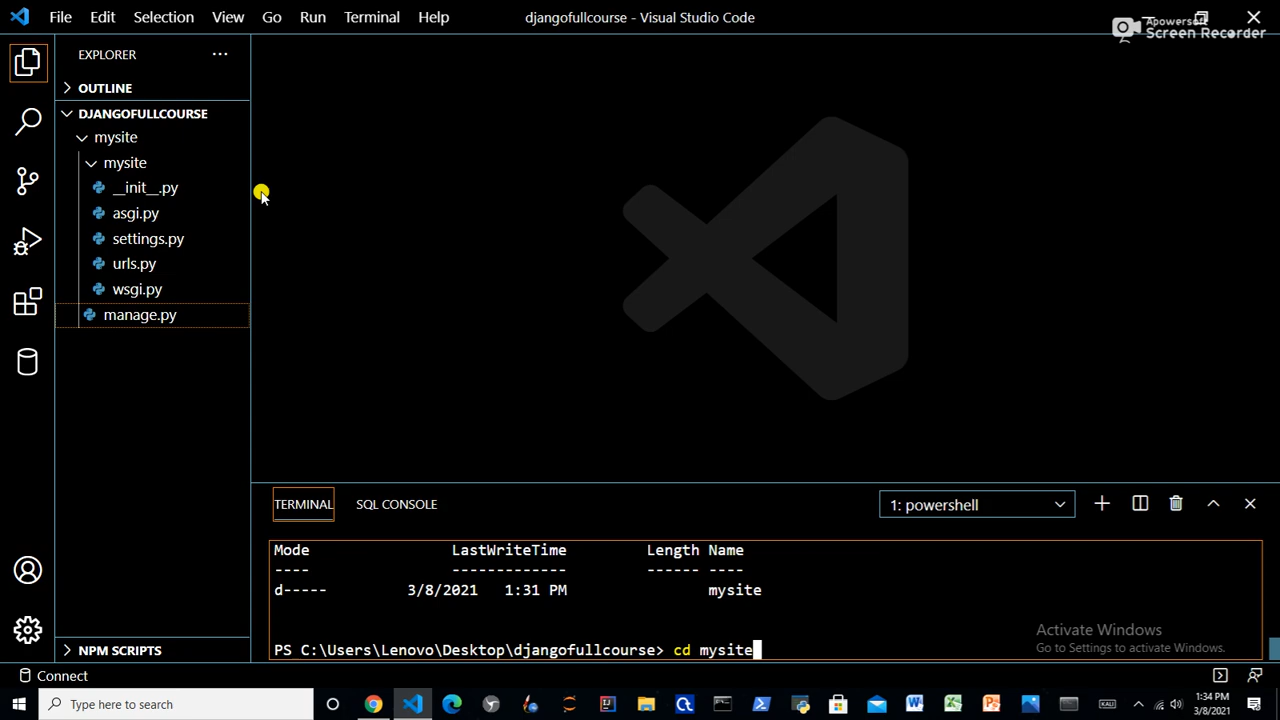 File Edit Selection View Go Run Terminal Help
djangofullcourse - Visual Studio Code
Apowersoft
Screen Recorder
EXPLORER
OUTLINE
DJANGOFULLCOURSE
mysite
mysite
__init__.py
asgi.py
settings.py
urls.py
wsgi.py
manage.py
NPM SCRIPTS
TERMINAL SQL CONSOLE
1: powershell
Mode LastWriteTime Length Name
---- ------------- ------ ----
d----- 3/8/2021 1:31 PM mysite
PS C:\Users\Lenovo\Desktop\djangofullcourse> cd mysite
Activate Windows
Go to Settings to activate Windows.
Connect
Type here to search
KALI
1:34 PM
3/8/2021